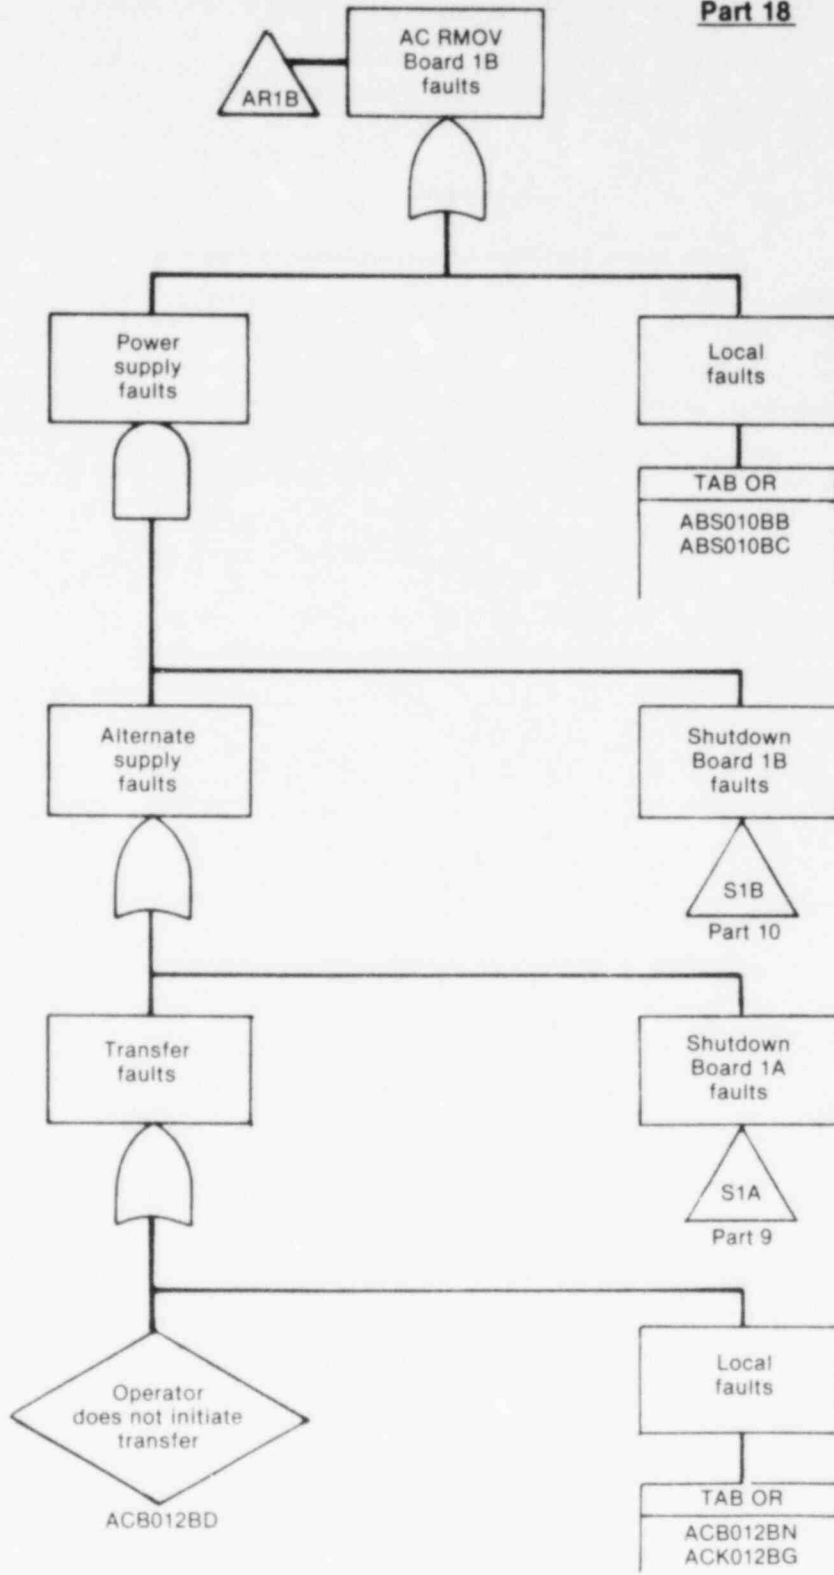 Part 18
AC RMOV
Board 1B
faults
AR1B
Power
supply
faults
Local
faults
TAB OR
ABS010BB
ABS010BC
Alternate
supply
faults
Shutdown
Board 1B
faults
S1B
Part 10
Transfer
faults
Shutdown
Board 1A
faults
S1A
Part 9
Operator
does not initiate
transfer
ACB012BD
Local
faults
TAB OR
ACB012BN
ACK012BG